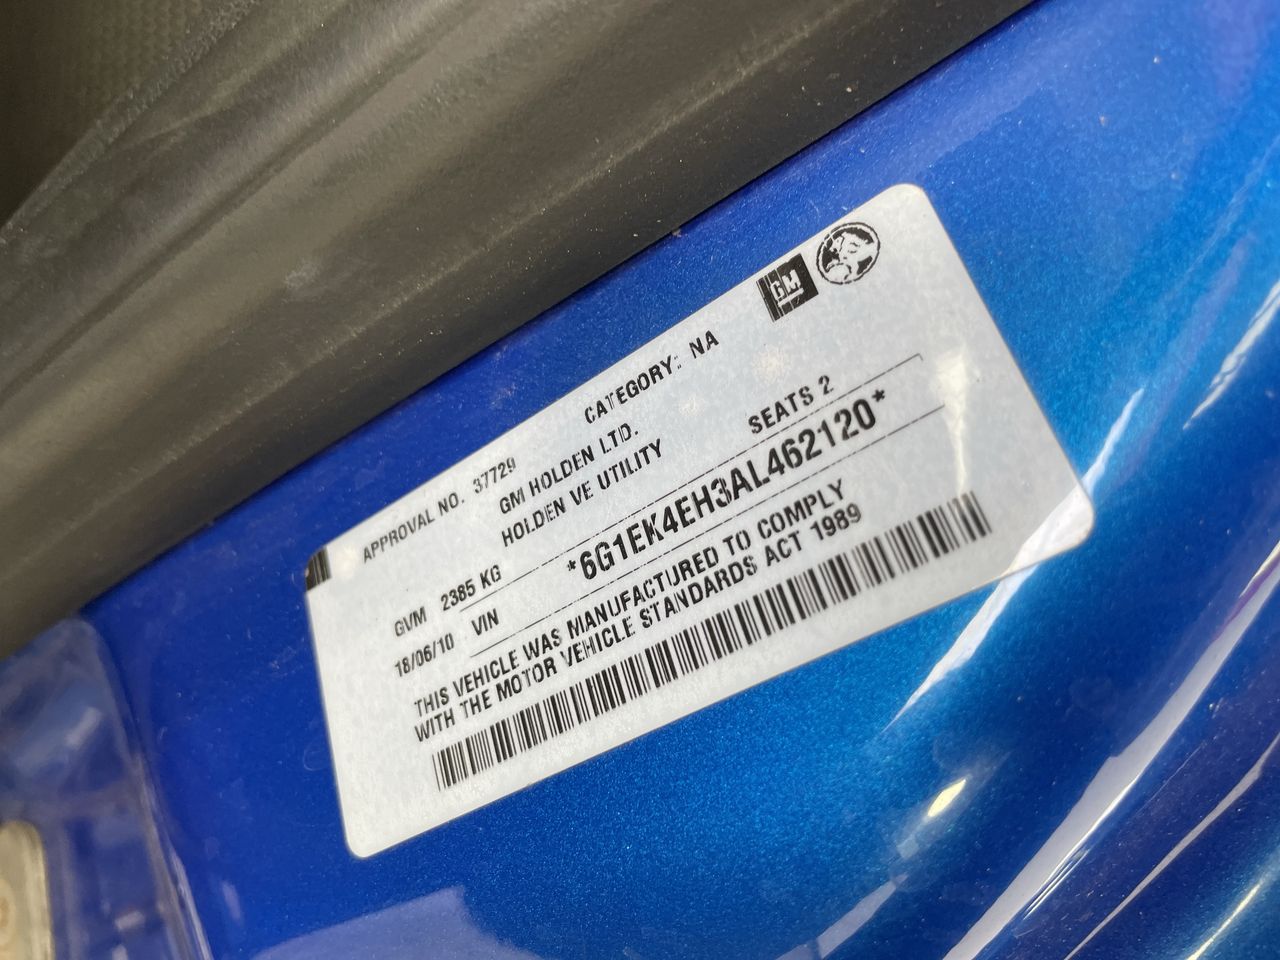 GM
APPROVAL NO. 37729 CATEGORY: NA
GM HOLDEN LTD.
HOLDEN VE UTILITY
GVM 2385 KG SEATS 2
18/06/10 VIN *6G1EK4EH3AL462120*
THIS VEHICLE WAS MANUFACTURED TO COMPLY
WITH THE MOTOR VEHICLE STANDARDS ACT 1989